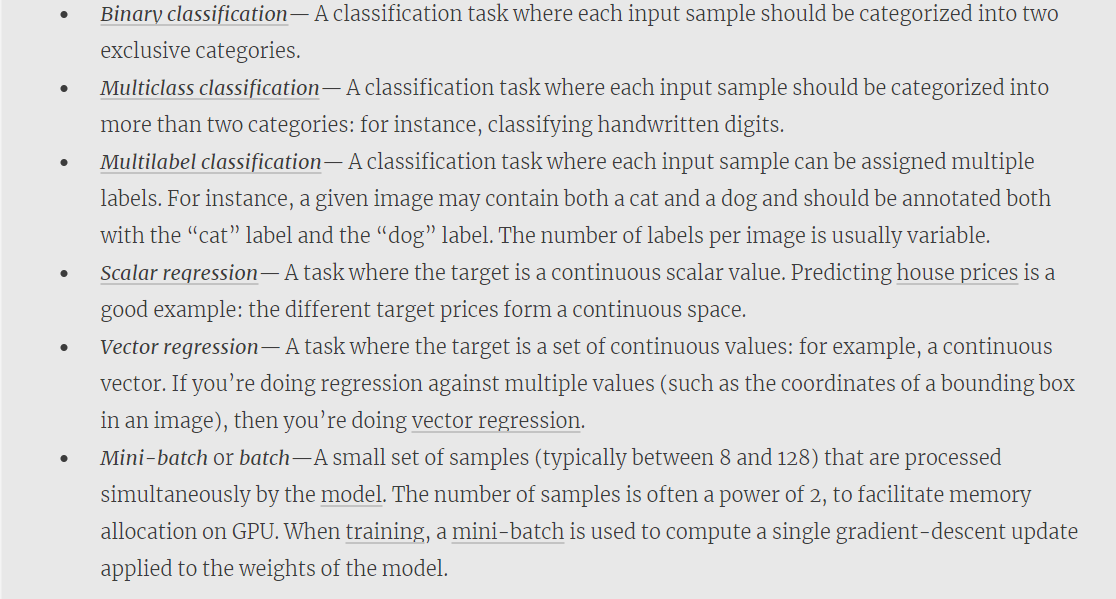 • Binary classification— A classification task where each input sample should be categorized into two
exclusive categories.
• Multiclass classification— A classification task where each input sample should be categorized into
more than two categories: for instance, classifying handwritten digits.
• Multilabel classification— A classification task where each input sample can be assigned multiple
labels. For instance, a given image may contain both a cat and a dog and should be annotated both
with the “cat” label and the “dog” label. The number of labels per image is usually variable.
• Scalar regression— A task where the target is a continuous scalar value. Predicting house prices is a
good example: the different target prices form a continuous space.
• Vector regression— A task where the target is a set of continuous values: for example, a continuous
vector. If you’re doing regression against multiple values (such as the coordinates of a bounding box
in an image), then you’re doing vector regression.
• Mini-batch or batch—A small set of samples (typically between 8 and 128) that are processed
simultaneously by the model. The number of samples is often a power of 2, to facilitate memory
allocation on GPU. When training, a mini-batch is used to compute a single gradient-descent update
applied to the weights of the model.